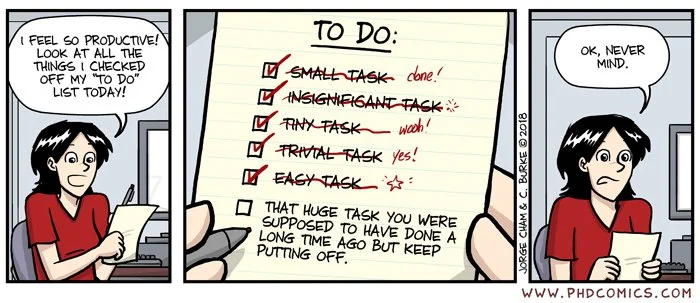 I FEEL SO PRODUCTIVE!
LOOK AT ALL THE
THINGS I CHECKED
OFF MY "TO DO"
LIST TODAY!
TO DO:
SMALL TASK done!
INSIGNIFIGANT TASK
TINY TASK wooh!
TRIVIAL TASK yes!
EASY TASK
THAT HUGE TASK YOU WERE
SUPPOSED TO HAVE DONE A
LONG TIME AGO BUT KEEP
PUTTING OFF.
OK, NEVER
MIND.
JORGE CHAM & C. BURKE © 2018
WWW.PHDCOMICS.COM